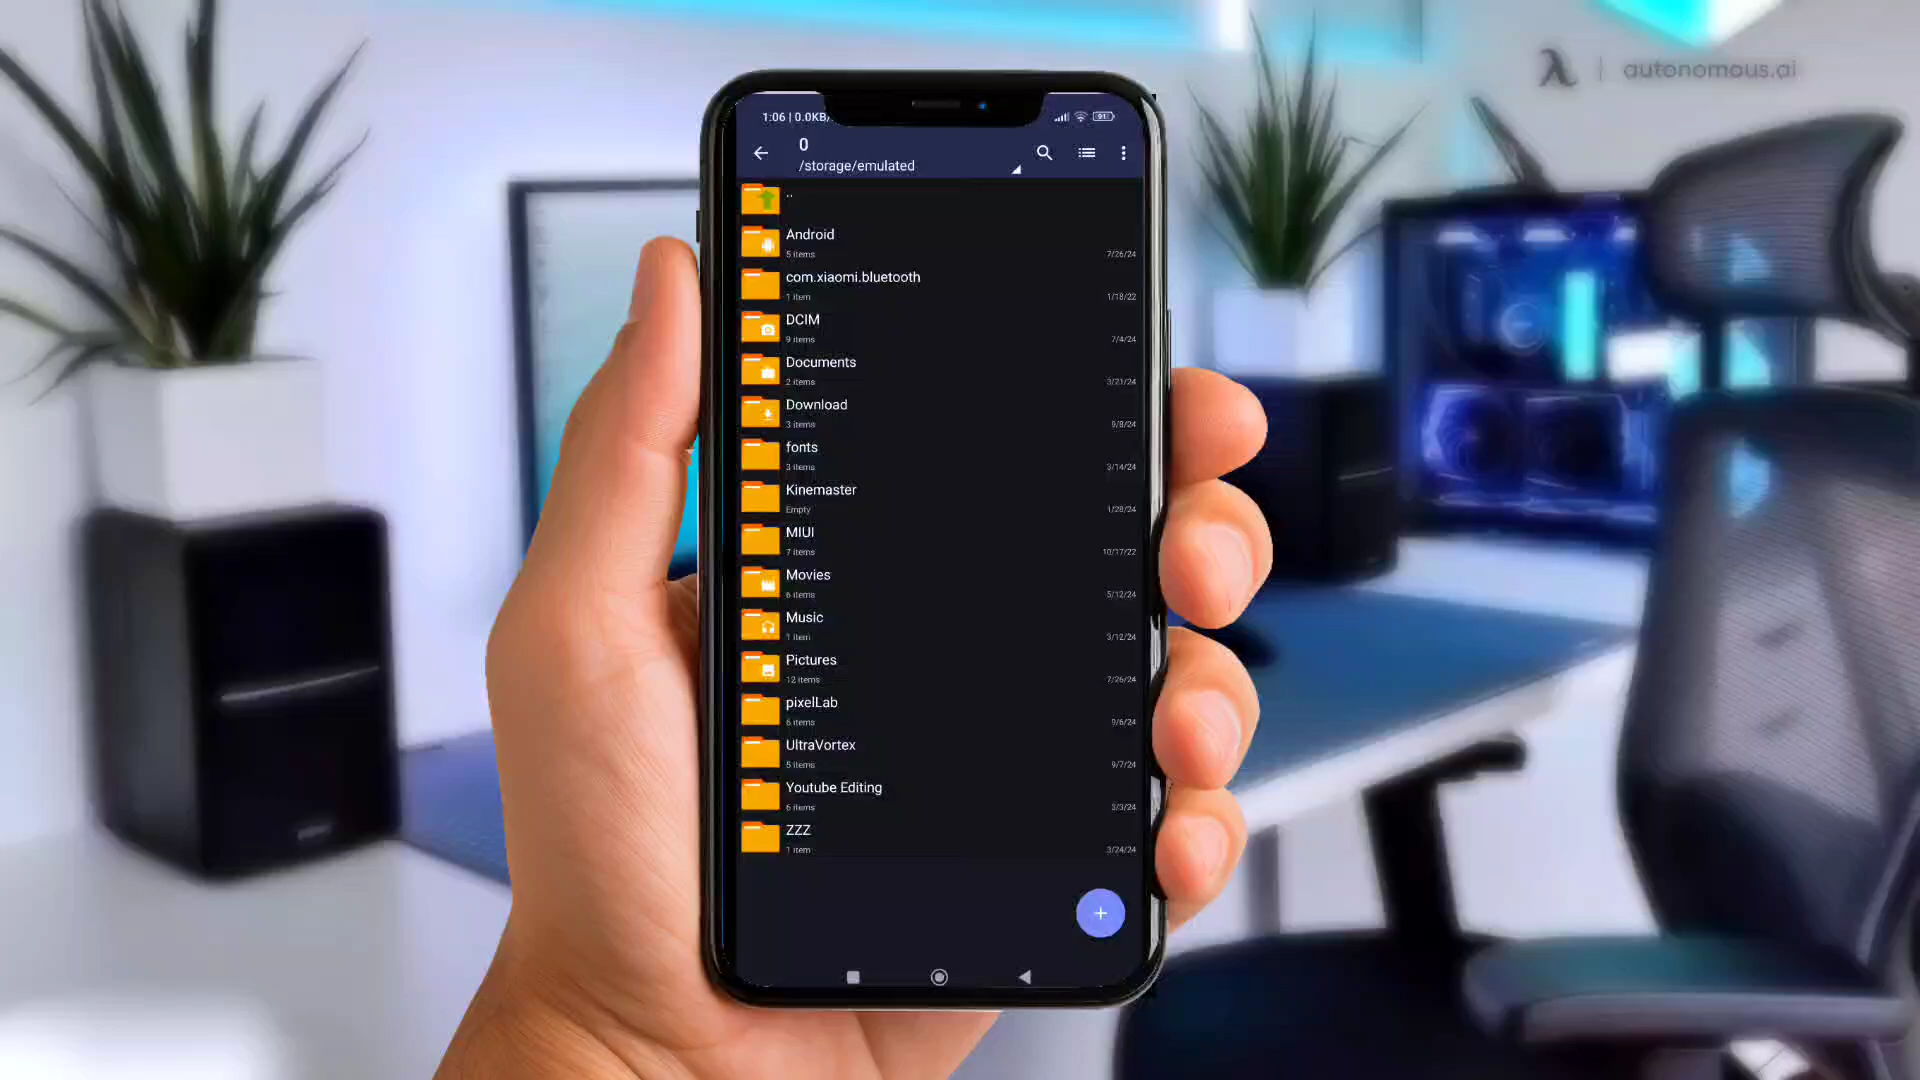 autonomous.ai
1:06 | 0.0KB/
91
0
/storage/emulated
..
Android
5 items
7/26/24
com.xiaomi.bluetooth
1 item
1/18/22
DCIM
9 items
7/4/24
Documents
2 items
3/21/24
Download
3 items
9/8/24
fonts
3 items
3/14/24
Kinemaster
Empty
1/28/24
MIUI
7 items
10/17/22
Movies
6 items
5/12/24
Music
1 item
3/12/24
Pictures
12 items
7/26/24
pixelLab
6 items
9/6/24
UltraVortex
5 items
9/7/24
Youtube Editing
6 items
3/3/24
ZZZ
1 item
3/24/24